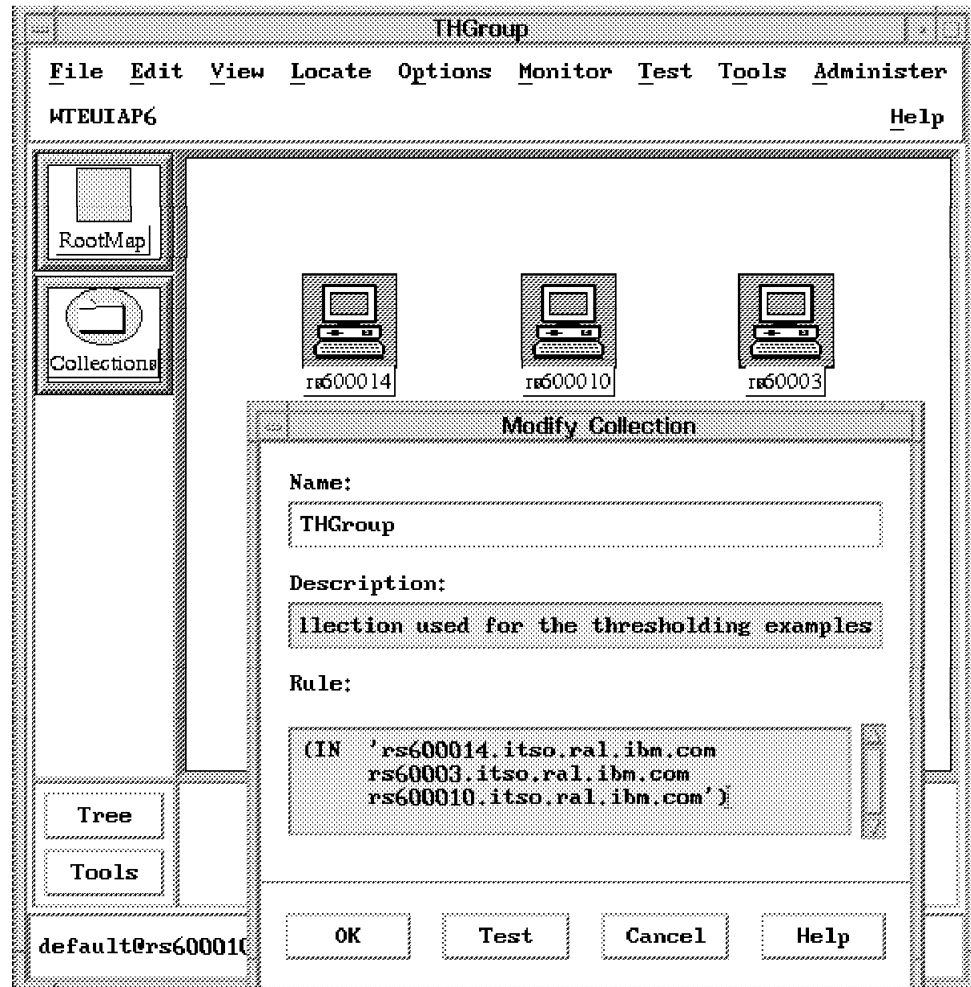 THGroup
File Edit View Locate Options Monitor Test Tools Administer
WTEUIAP6 Help
RootMap
Collections
rs600014 rs600010 rs60003
Modify Collection
Name:
THGroup
Description:
llection used for the thresholding examples
Rule:
(IN 'rs600014.itso.ral.ibm.com
rs60003.itso.ral.ibm.com
rs600010.itso.ral.ibm.com')
Tree
Tools
default@rs600010
OK Test Cancel Help